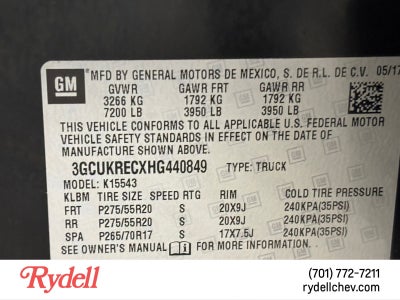 GM MFD BY GENERAL MOTORS DE MEXICO, S. DE R.L. DE C.V. 05/17
GVWR GAWR FRT GAWR RR
3266 KG 1792 KG 1792 KG
7200 LB 3950 LB 3950 LB
THIS VEHICLE CONFORMS TO ALL APPLICABLE U.S. FEDERAL MOTOR
VEHICLE SAFETY STANDARDS IN EFFECT ON THE DATE OF
MANUFACTURE SHOWN ABOVE.
3GCUKRECXHG440849 TYPE: TRUCK
MODEL: K15543
KLBM TIRE SIZE SPEED RTG RIM COLD TIRE PRESSURE
FRT P275/55R20 S 20X9J 240KPA(35PSI)
RR P275/55R20 S 20X9J 240KPA(35PSI)
SPA P265/70R17 S 17X7.5J 240KPA(35PSI)
SEE OWNER'S MANUAL FOR MORE INFORMATION.
Rydell
CHEVROLET
(701) 772-7211
rydellchev.com